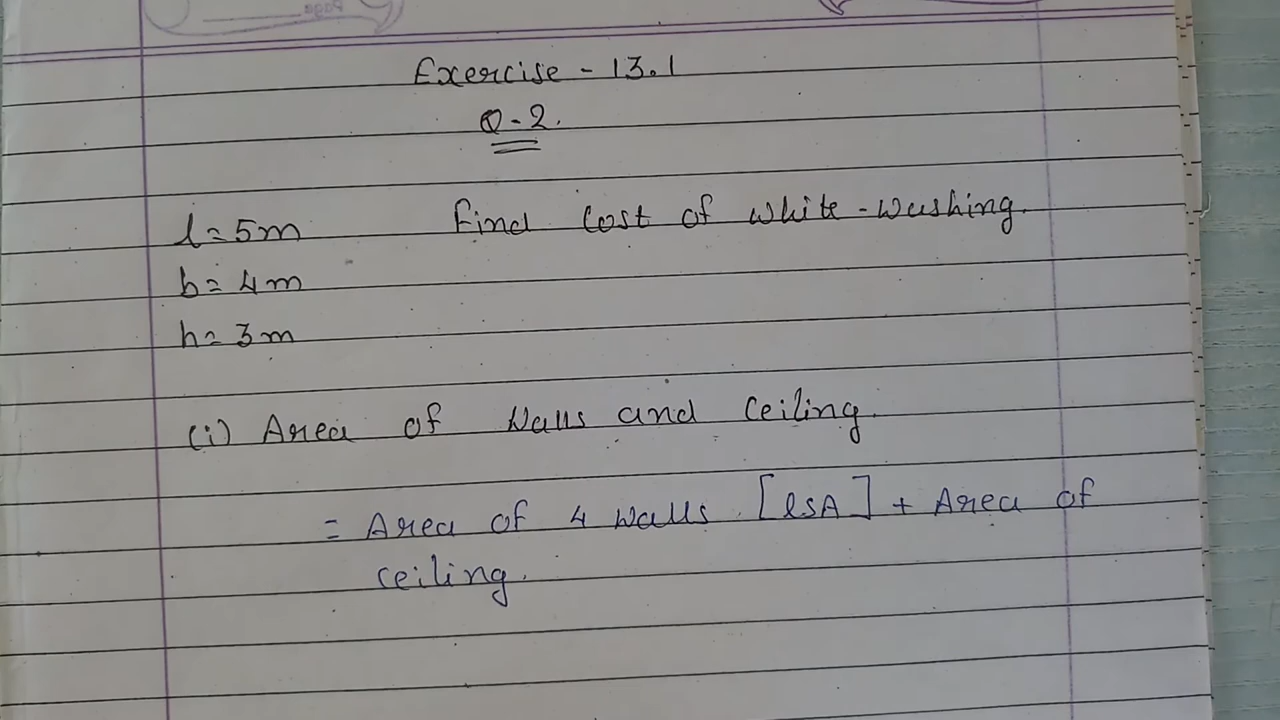 Exercise - 13.1
Q-2.
l=5m Find Cost of white-washing.
b=4m
h=3m
(i) Area of Walls and Ceiling.
= Area of 4 walls [LSA] + Area of
ceiling.